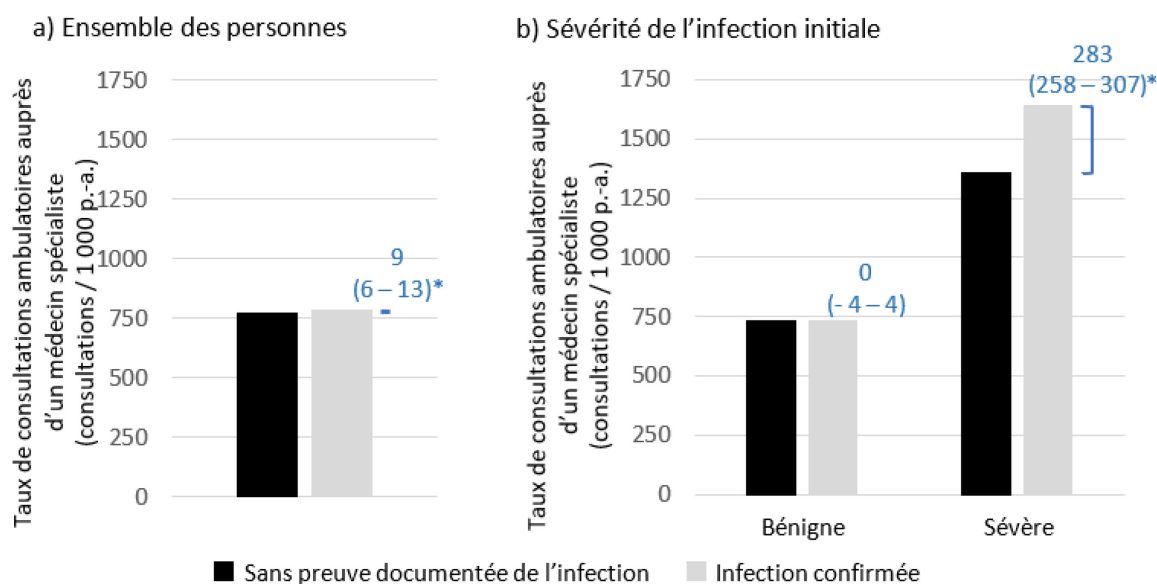 a) Ensemble des personnes
Taux de consultations ambulatoires auprès
d'un médecin spécialiste
(consultations / 1 000 p.-a.)
1750
1500
1250
1000
750
500
250
0
9
(6 – 13)*
b) Sévérité de l'infection initiale
Taux de consultations ambulatoires auprès
d'un médecin spécialiste
(consultations / 1 000 p.-a.)
1750
1500
1250
1000
750
500
250
0
0
(- 4 – 4)
283
(258 – 307)*
Bénigne
Sévère
Sans preuve documentée de l'infection
Infection confirmée